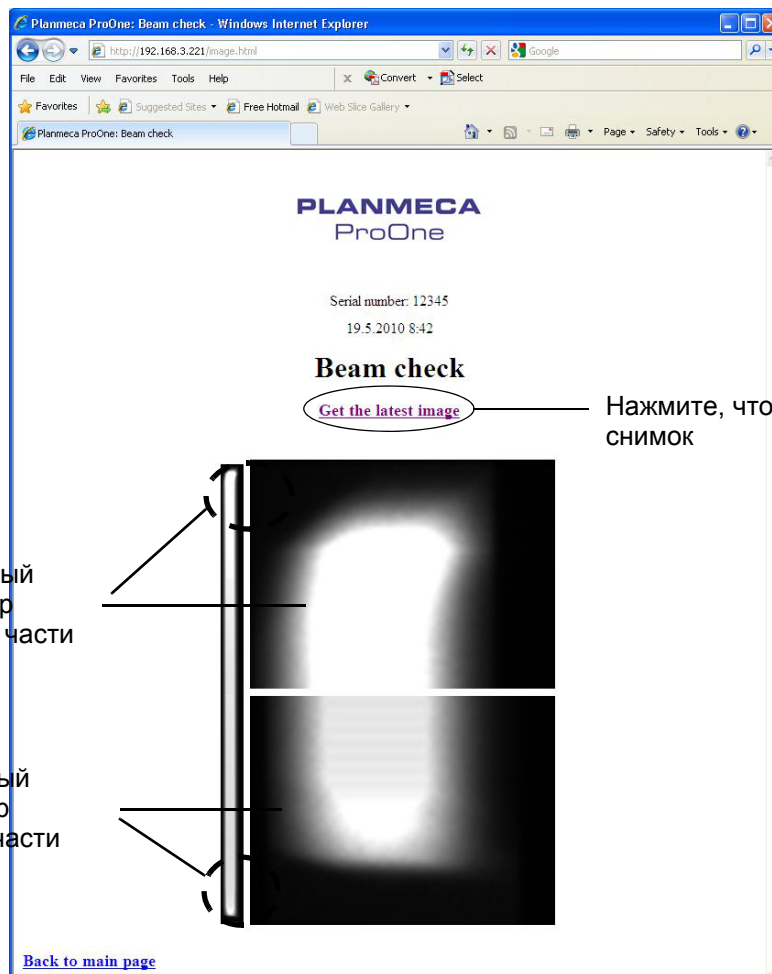 Planmeca ProOne: Beam check - Windows Internet Explorer
http://192.168.3.221/image.html
Google
File Edit View Favorites Tools Help
x Convert Select
Favorites Suggested Sites Free Hotmail Web Slice Gallery
Planmeca ProOne: Beam check
Page Safety Tools
PLANMECA
ProOne
Serial number: 12345
19.5.2010 8:42
Beam check
Get the latest image
Нажмите, что
снимок
ый
р
части
ый
р
части
Back to main page